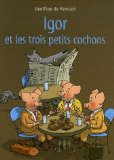 Geoffroy de Pennart
Igor
et les trois petits cochons